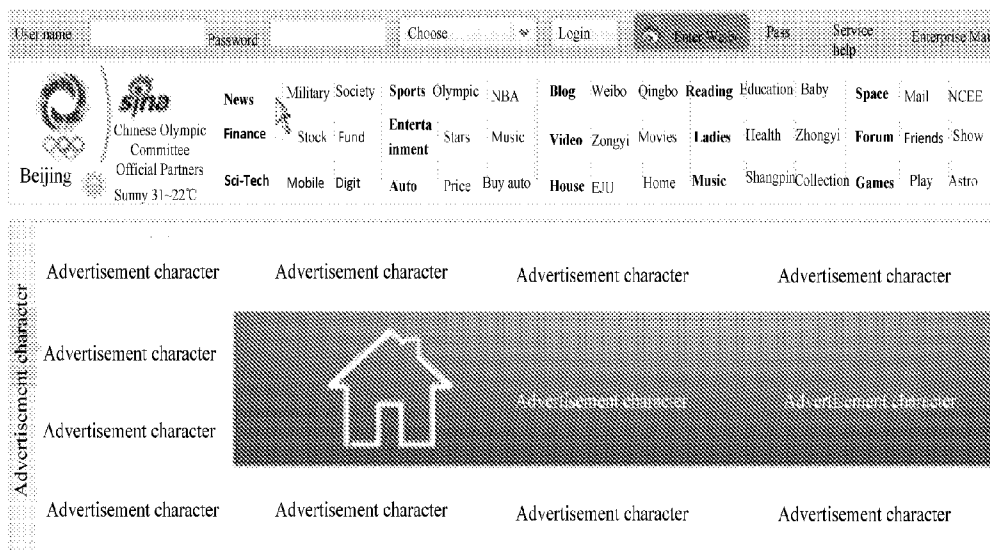 User name Password Choose Login Enter Weibo Pass Service help Enterprise Mai
sina
Chinese Olympic
Committee
Official Partners
Beijing
Sunny 31~22℃
News Military Society Sports Olympic NBA Blog Weibo Qingbo Reading Education Baby Space Mail NCEE
Finance Stock Fund Enterta inment Stars Music Video Zongyi Movies Ladies Health Zhongyi Forum Friends Show
Sci-Tech Mobile Digit Auto Price Buy auto House EJU Home Music Shangpin Collection Games Play Astro
Advertisement character
Advertisement character Advertisement character Advertisement character Advertisement character
Advertisement character
Advertisement character Advertisement character
Advertisement character
Advertisement character Advertisement character Advertisement character Advertisement character